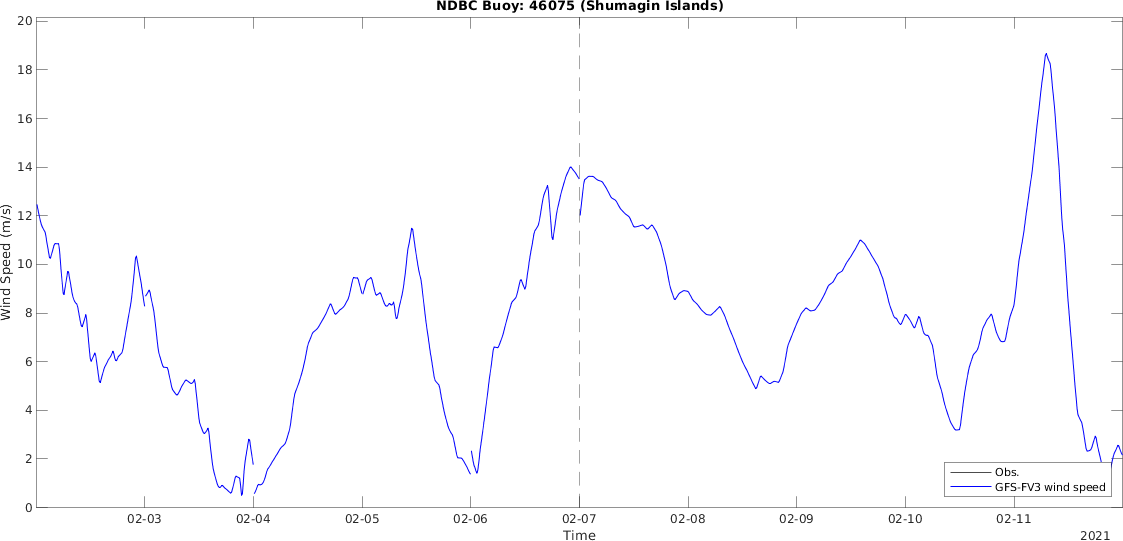 NDBC Buoy: 46075 (Shumagin Islands)
20
18
16
14
12
10
8
6
4
2
0
Wind Speed (m/s)
Obs.
GFS-FV3 wind speed
02-03 02-04 02-05 02-06 02-07 02-08 02-09 02-10 02-11
Time
2021